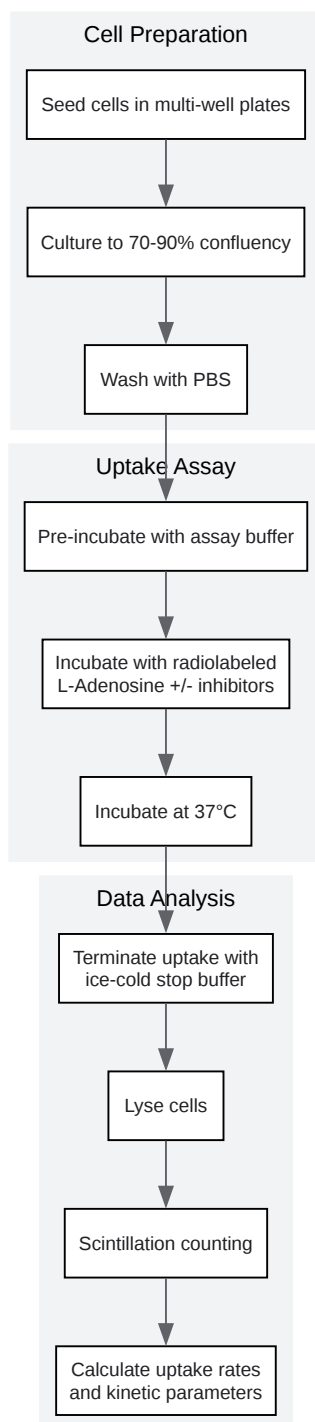 Cell Preparation
Seed cells in multi-well plates
Culture to 70-90% confluency
Wash with PBS
Uptake Assay
Pre-incubate with assay buffer
Incubate with radiolabeled
L-Adenosine +/- inhibitors
Incubate at 37°C
Data Analysis
Terminate uptake with
ice-cold stop buffer
Lyse cells
Scintillation counting
Calculate uptake rates
and kinetic parameters